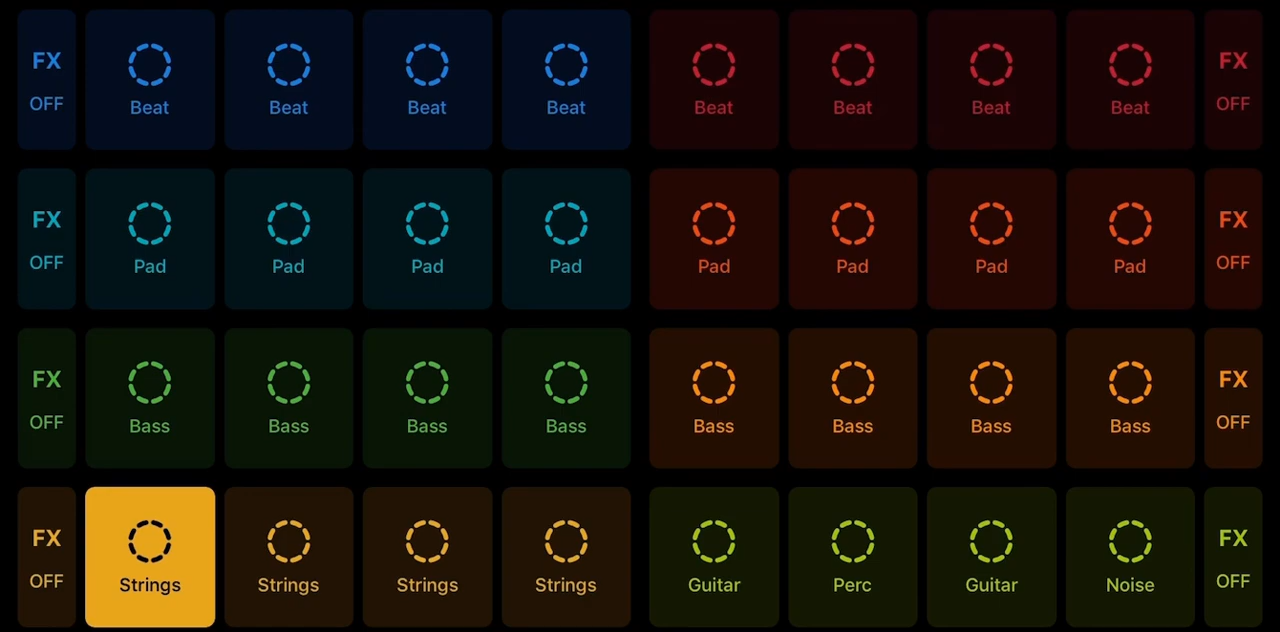 FX Beat Beat Beat Beat Beat Beat Beat Beat FX
OFF OFF
FX Pad Pad Pad Pad Pad Pad Pad Pad FX
OFF OFF
FX Bass Bass Bass Bass Bass Bass Bass Bass FX
OFF OFF
FX Strings Strings Strings Strings Guitar Perc Guitar Noise FX
OFF OFF